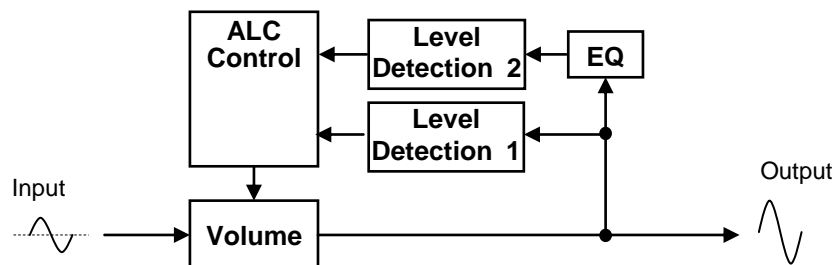 ALC
Control
Level
Detection 2
EQ
Level
Detection 1
Input
Volume
Output